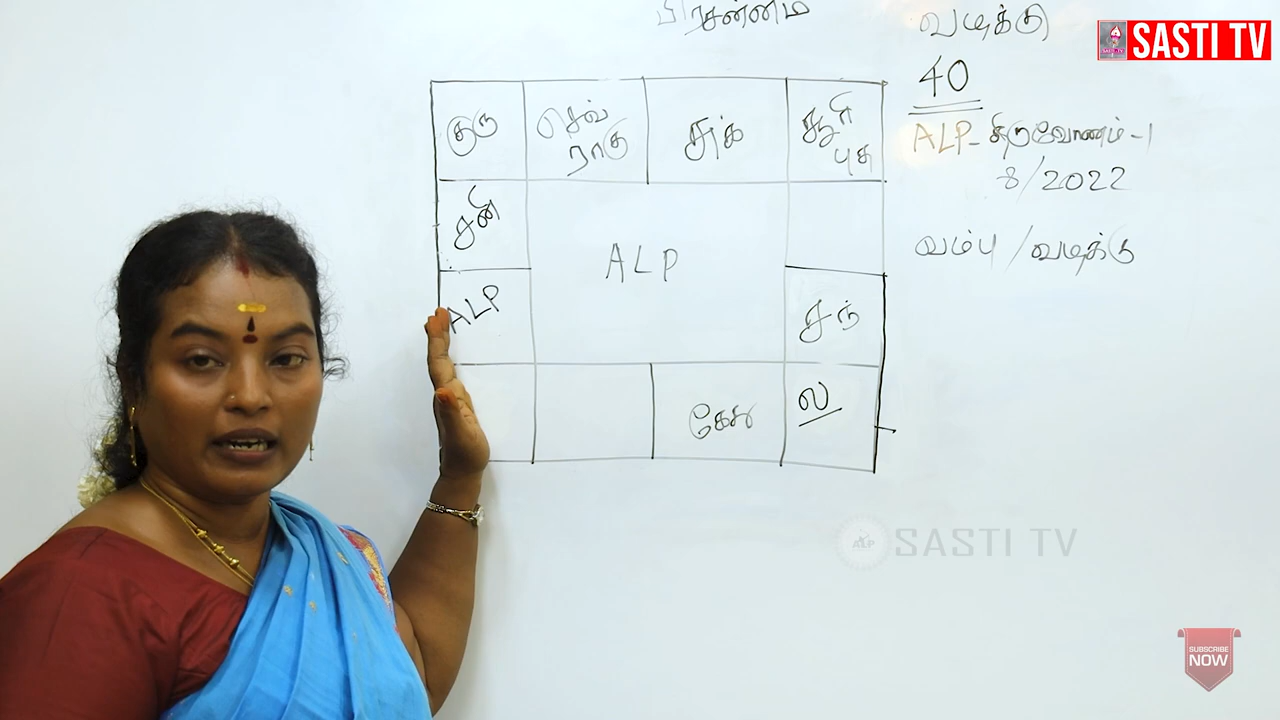 பிரசன்னம்
வழக்கு
40
ALP - திருவோணம் - 1
8/2022
வம்பு / வழக்கு
குரு
செவ்
ராகு
சுக்
சூரி
புத
சனி
ALP
ALP
சந்
கேது
ல
SASTI TV
SASTI TV
ALP
SUBSCRIBE
NOW